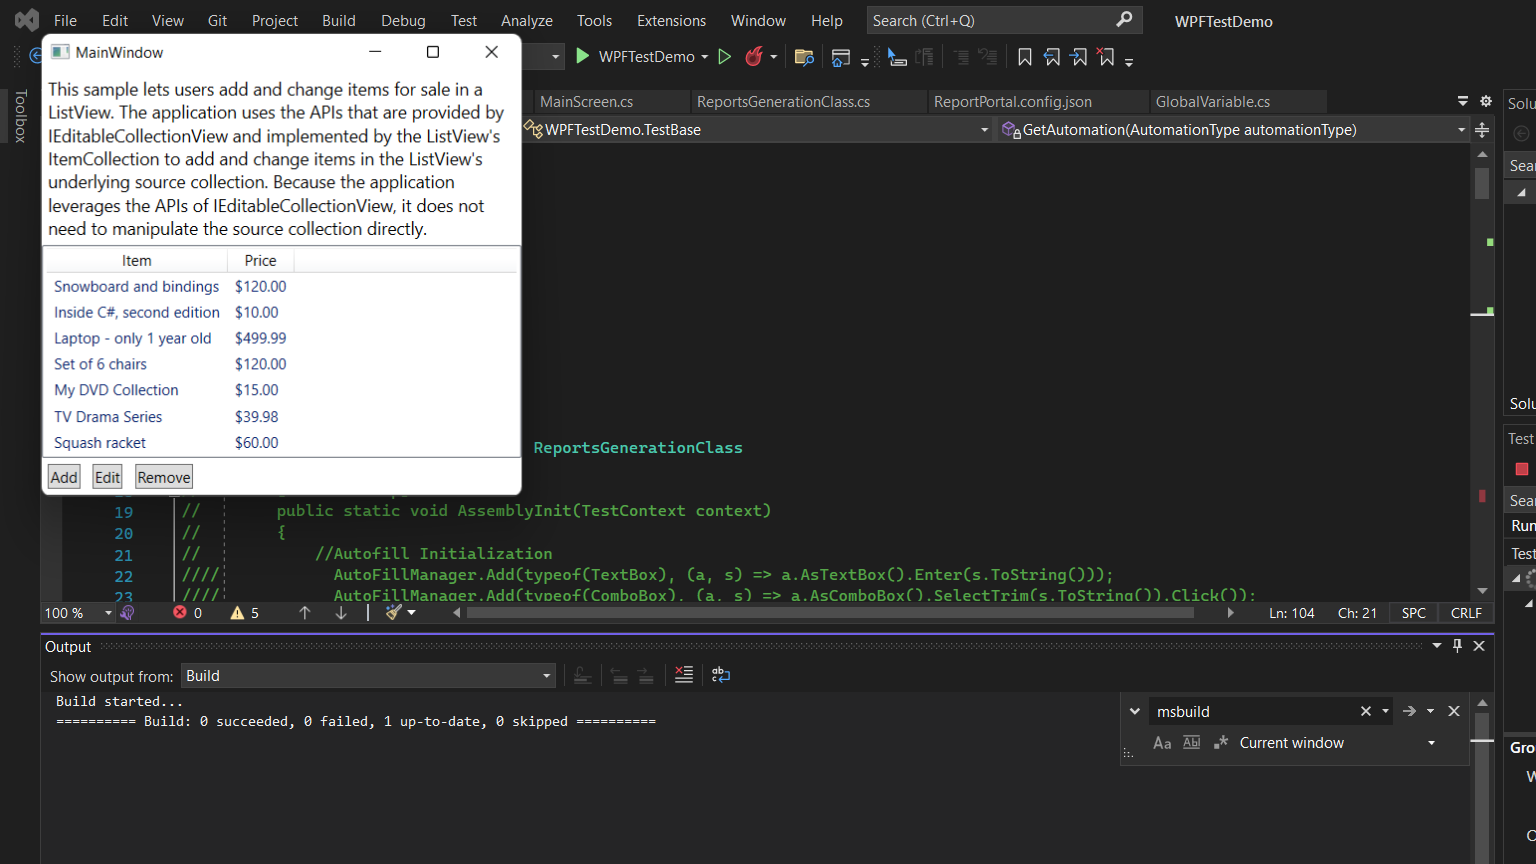 File Edit View Git Project Build Debug Test Analyze Tools Extensions Window Help Search (Ctrl+Q) WPFTestDemo
MainWindow
WPFTestDemo
This sample lets users add and change items for sale in a
ListView. The application uses the APIs that are provided by
IEditableCollectionView and implemented by the ListView's
ItemCollection to add and change items in the ListView's
underlying source collection. Because the application
leverages the APIs of IEditableCollectionView, it does not
need to manipulate the source collection directly.
Item Price
Snowboard and bindings $120.00
Inside C#, second edition $10.00
Laptop - only 1 year old $499.99
Set of 6 chairs $120.00
My DVD Collection $15.00
TV Drama Series $39.98
Squash racket $60.00
Add Edit Remove
Toolbox
MainScreen.cs ReportsGenerationClass.cs ReportPortal.config.json GlobalVariable.cs
WPFTestDemo.TestBase GetAutomation(AutomationType automationType)
ReportsGenerationClass
19 // public static void AssemblyInit(TestContext context)
20 // {
21 // //Autofill Initialization
22 //// AutoFillManager.Add(typeof(TextBox), (a, s) => a.AsTextBox().Enter(s.ToString()));
23 //// AutoFillManager.Add(typeof(ComboBox), (a, s) => a.AsComboBox().SelectTrim(s.ToString()).Click());
100 % 0 5 Ln: 104 Ch: 21 SPC CRLF
Output
Show output from: Build
Build started...
========== Build: 0 succeeded, 0 failed, 1 up-to-date, 0 skipped ==========
msbuild
Aa Abl .* Current window
Solu
Sear
Solu
Test
Sear
Run
Test
Gro
W
O